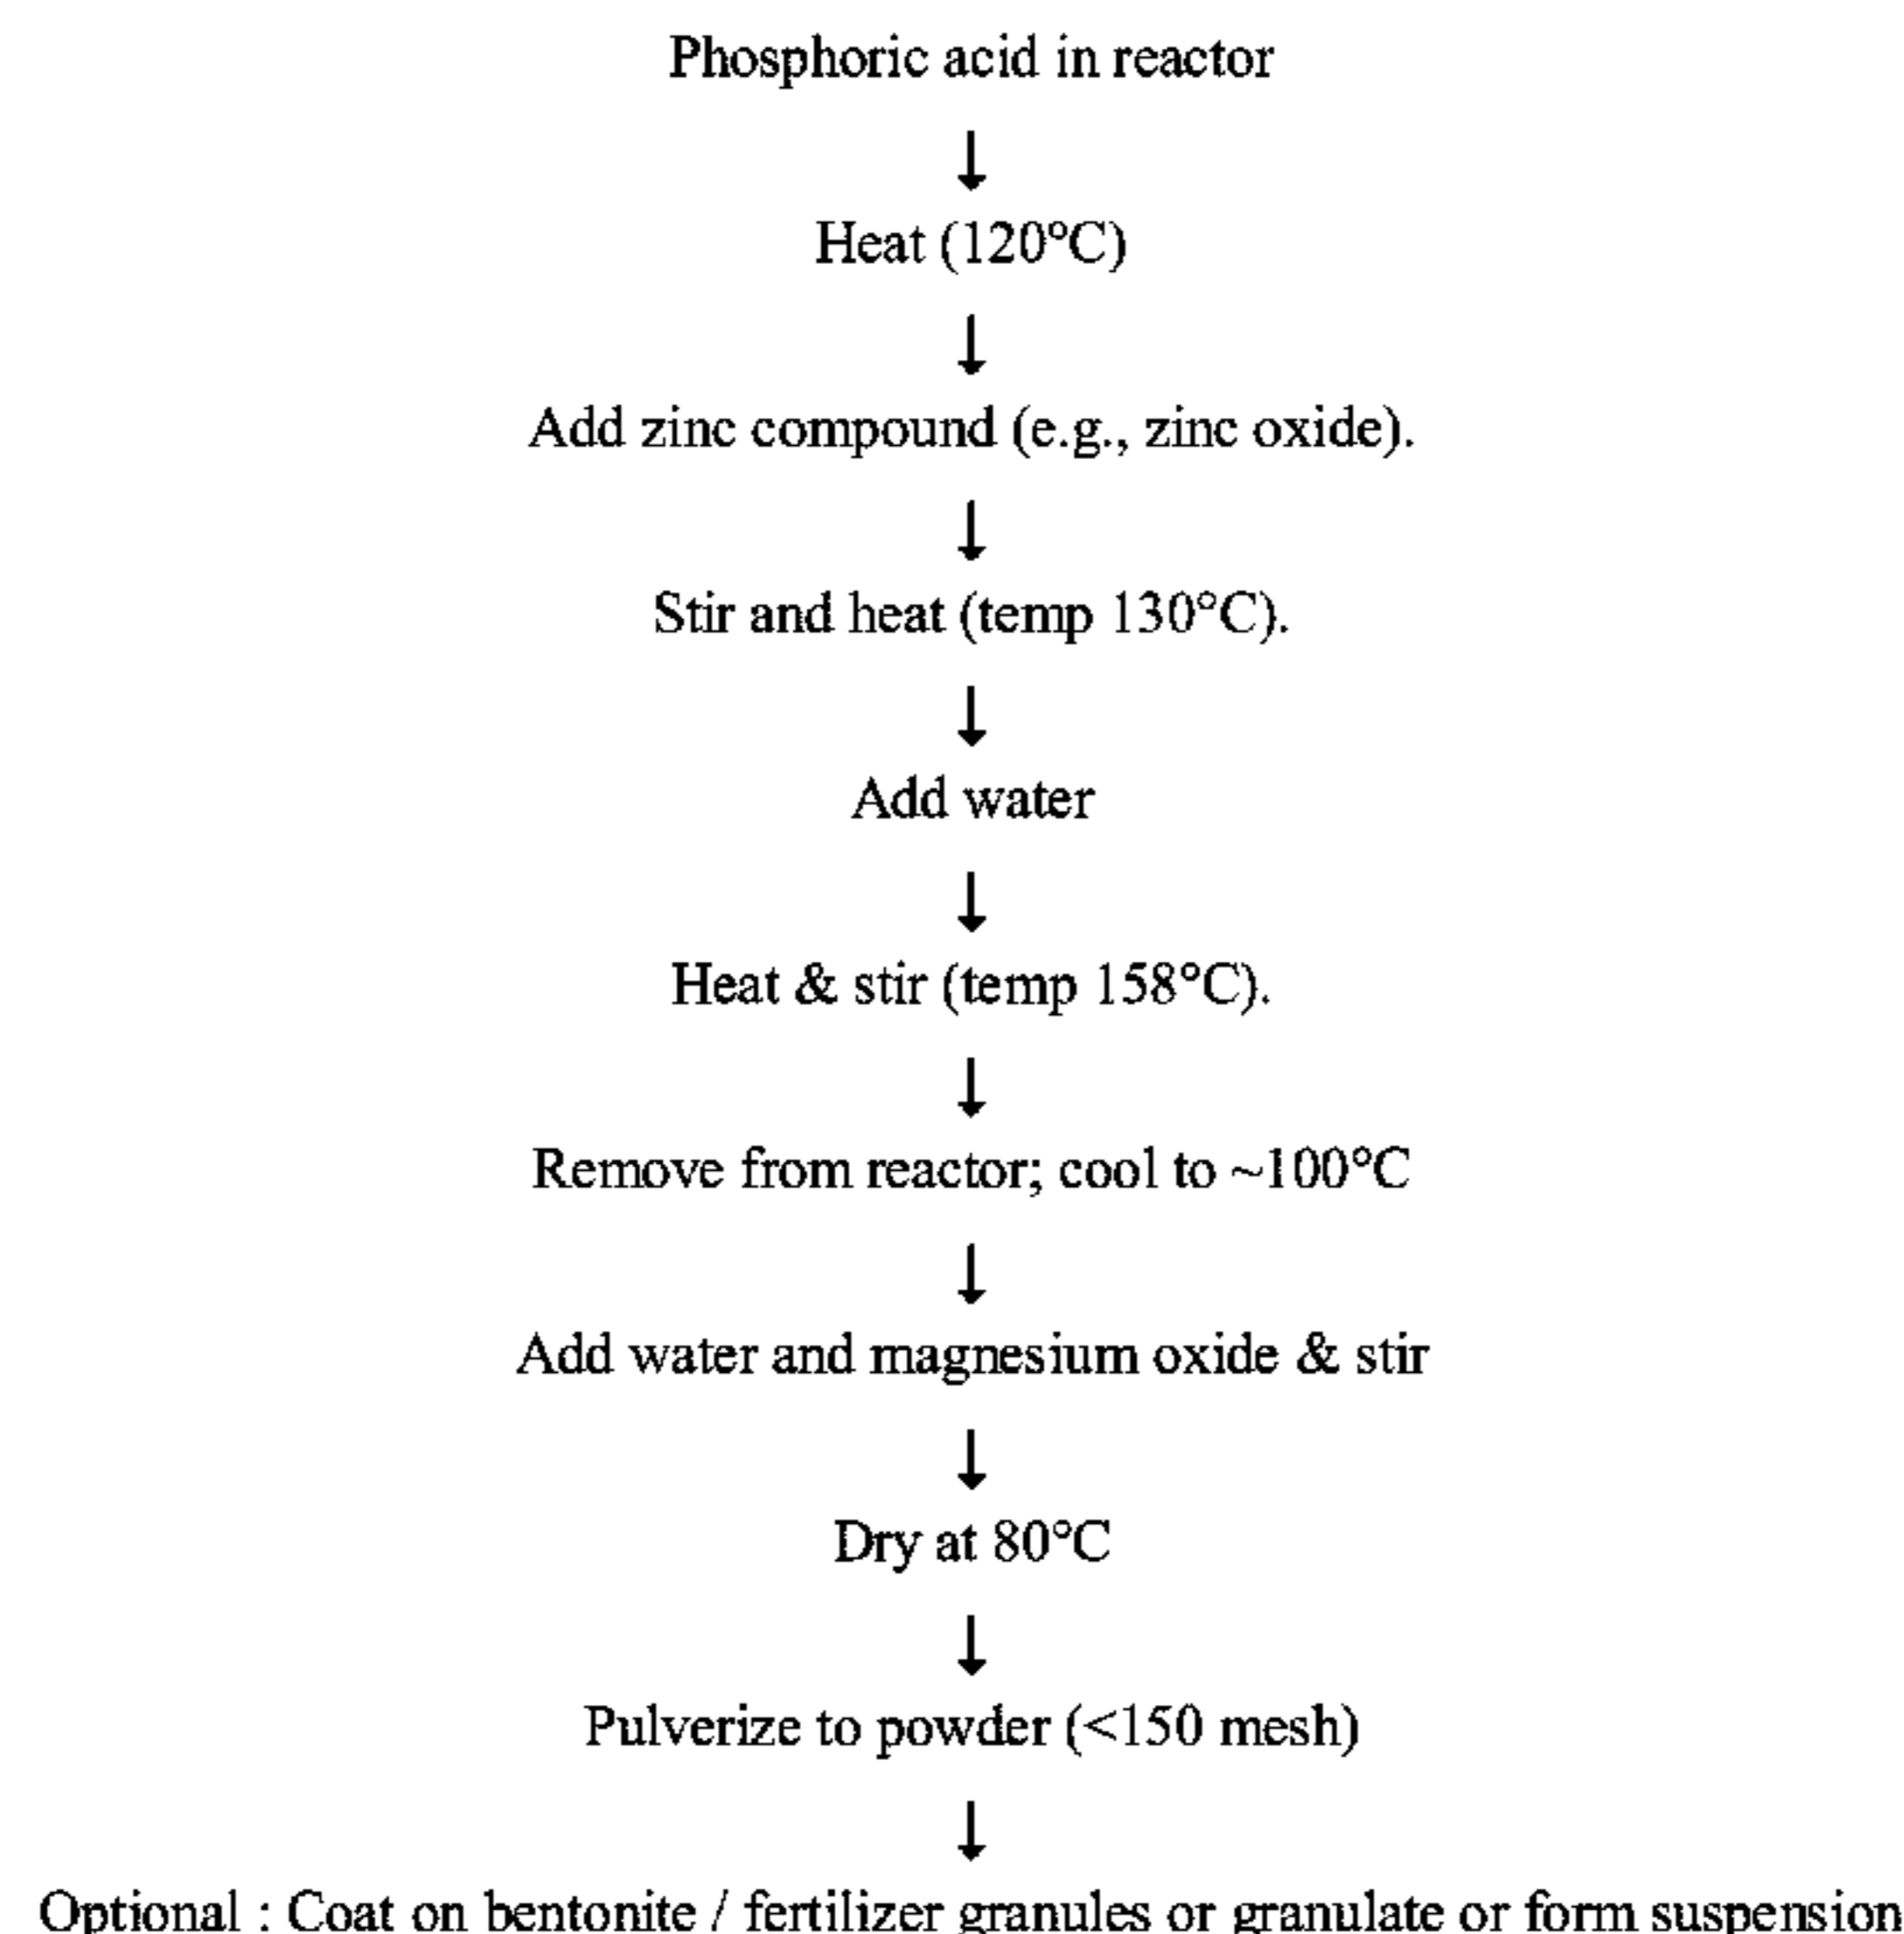 Phosphoric acid in reactor
↓
Heat (120°C)
↓
Add zinc compound (e.g., zinc oxide).
↓
Stir and heat (temp 130°C).
↓
Add water
↓
Heat & stir (temp 158°C).
↓
Remove from reactor; cool to ~100°C
↓
Add water and magnesium oxide & stir
↓
Dry at 80°C
↓
Pulverize to powder (<150 mesh)
↓
Optional : Coat on bentonite / fertilizer granules or granulate or form suspension